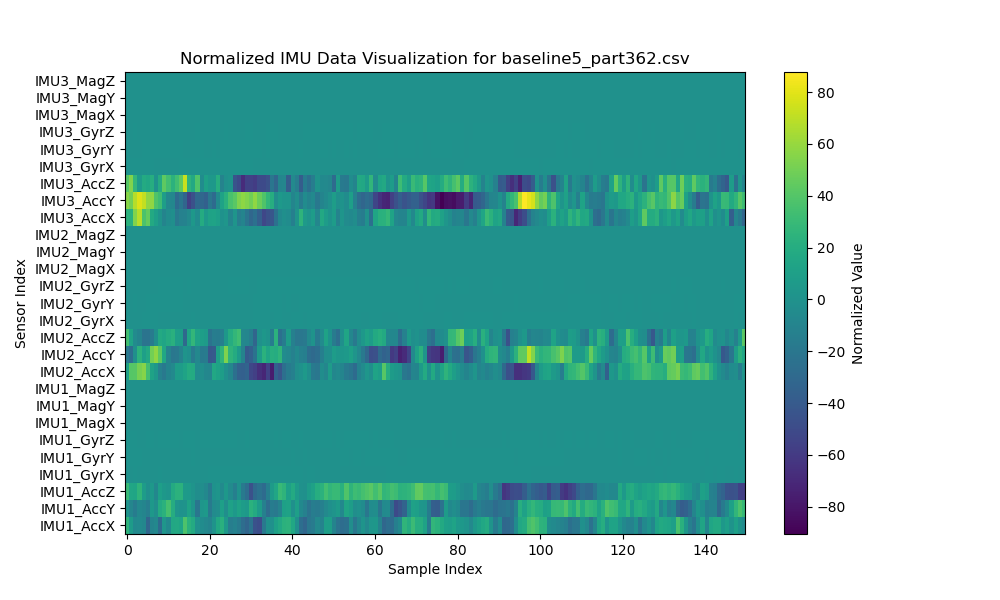 Normalized IMU Data Visualization for baseline5_part362.csv
IMU3_MagZ
IMU3_MagY
IMU3_MagX
IMU3_GyrZ
IMU3_GyrY
IMU3_GyrX
IMU3_AccZ
IMU3_AccY
IMU3_AccX
IMU2_MagZ
IMU2_MagY
IMU2_MagX
IMU2_GyrZ
IMU2_GyrY
IMU2_GyrX
IMU2_AccZ
IMU2_AccY
IMU2_AccX
IMU1_MagZ
IMU1_MagY
IMU1_MagX
IMU1_GyrZ
IMU1_GyrY
IMU1_GyrX
IMU1_AccZ
IMU1_AccY
IMU1_AccX
Sensor Index
0 20 40 60 80 100 120 140
Sample Index
80
60
40
20
0
−20
−40
−60
−80
Normalized Value